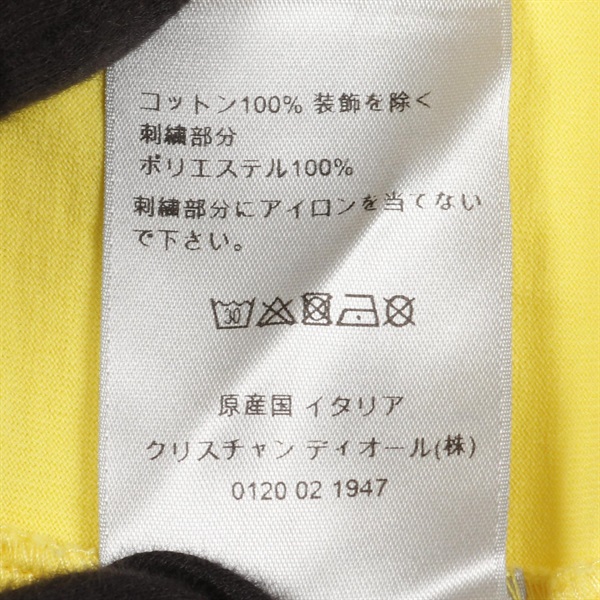 コットン100% 装飾を除く
刺繍部分
ポリエステル100%
刺繍部分にアイロンを当てない
で下さい。
30
原産国 イタリア
クリスチャン ディオール(株)
0120 02 1947